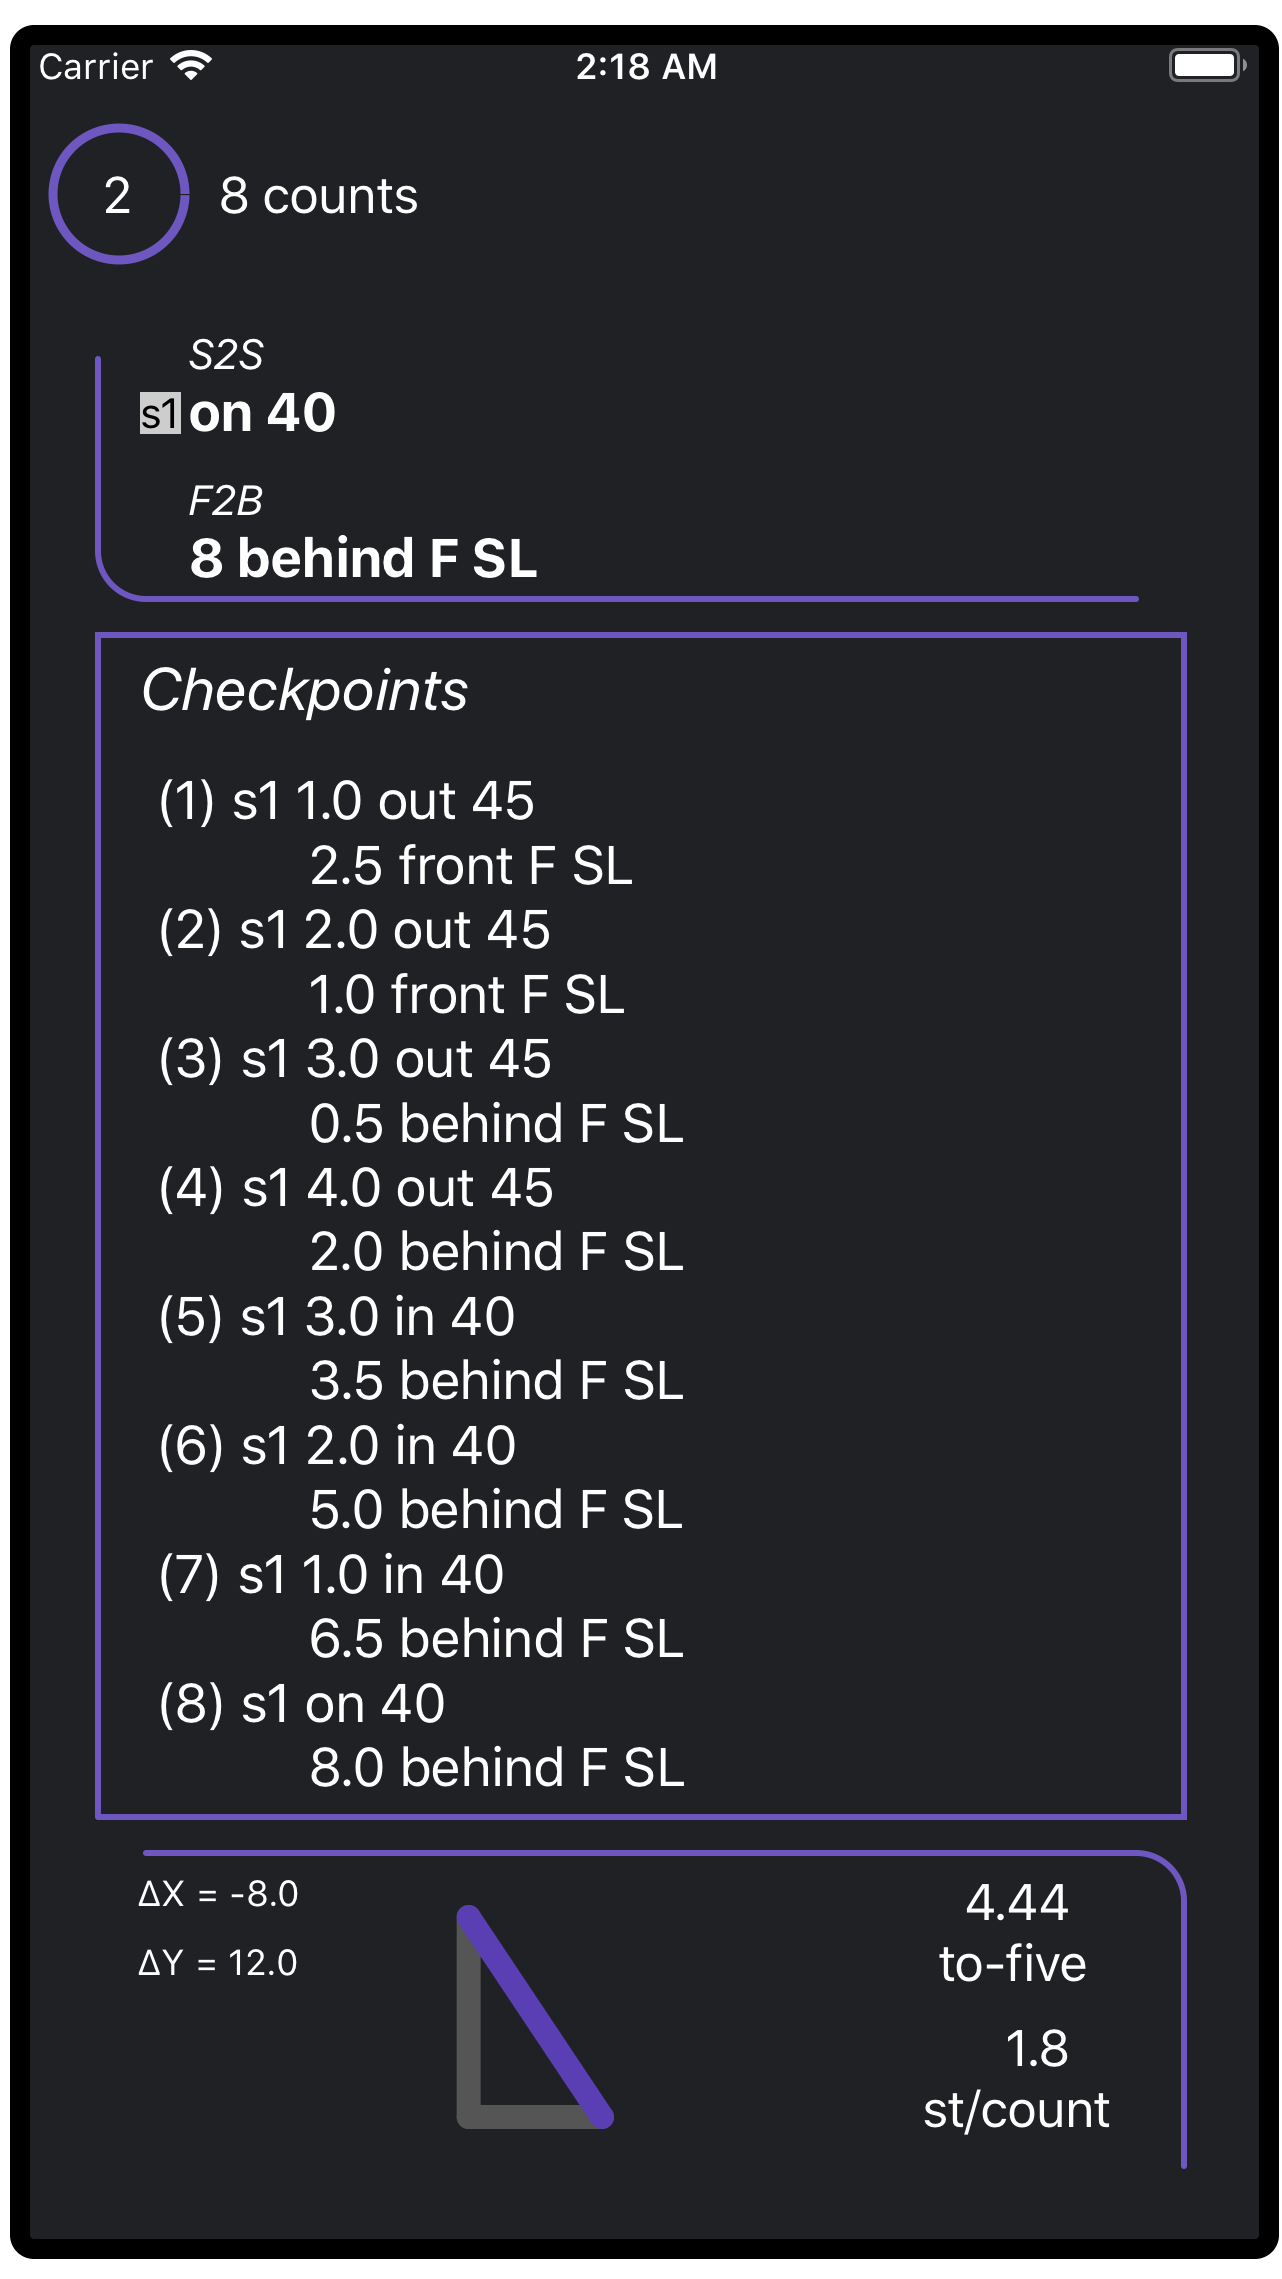 Carrier 2:18 AM
2 8 counts
S2S
s1 on 40
F2B
8 behind F SL
Checkpoints
(1) s1 1.0 out 45
2.5 front F SL
(2) s1 2.0 out 45
1.0 front F SL
(3) s1 3.0 out 45
0.5 behind F SL
(4) s1 4.0 out 45
2.0 behind F SL
(5) s1 3.0 in 40
3.5 behind F SL
(6) s1 2.0 in 40
5.0 behind F SL
(7) s1 1.0 in 40
6.5 behind F SL
(8) s1 on 40
8.0 behind F SL
ΔX = -8.0
ΔY = 12.0
4.44
to-five
1.8
st/count